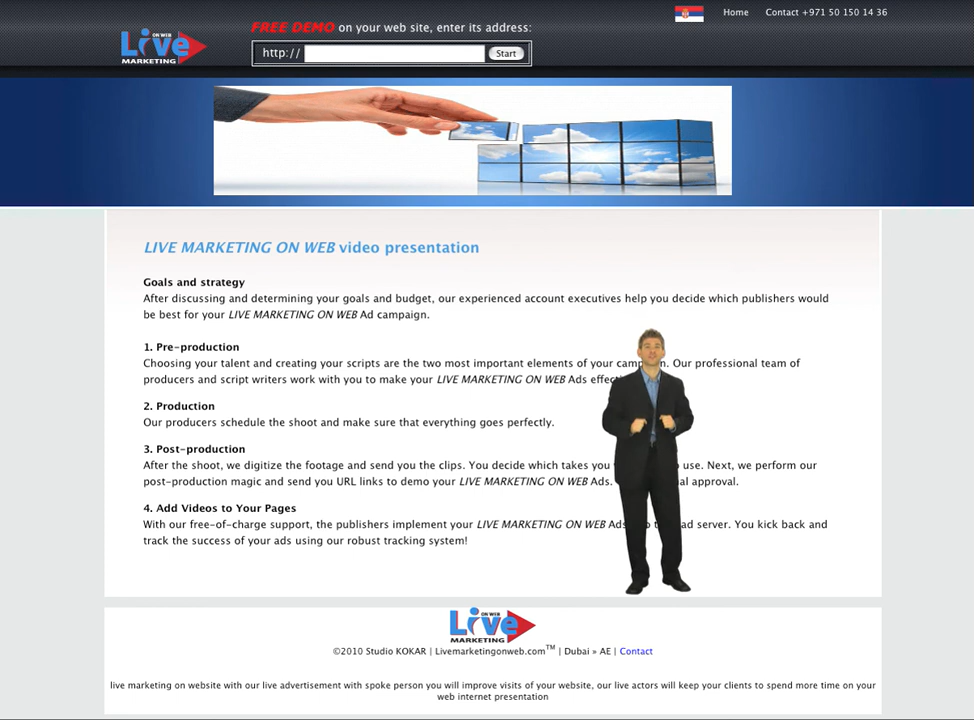 Home Contact +971 50 150 14 36
FREE DEMO on your web site, enter its address:
Live ON WEB
MARKETING
http:// Start
LIVE MARKETING ON WEB video presentation
Goals and strategy
After discussing and determining your goals and budget, our experienced account executives help you decide which publishers would
be best for your LIVE MARKETING ON WEB Ad campaign.
1. Pre-production
Choosing your talent and creating your scripts are the two most important elements of your Our professional team of
producers and script writers work with you to make your LIVE MARKETING ON WEB Ads
2. Production
Our producers schedule the shoot and make sure that everything goes perfectly.
3. Post-production
After the shoot, we digitize the footage and send you the clips. You decide which takes you use. Next, we perform our
post-production magic and send you URL links to demo your LIVE MARKETING ON WEB Ads. approval.
4. Add Videos to Your Pages
With our free-of-charge support, the publishers implement your LIVE MARKETING ON WEB Ads ad server. You kick back and
track the success of your ads using our robust tracking system!
Live ON WEB
MARKETING
©2010 Studio KOKAR | Livemarketingonweb.com™ | Dubai » AE | Contact
live marketing on website with our live advertisement with spoke person you will improve visits of your website, our live actors will keep your clients to spend more time on your
web internet presentation